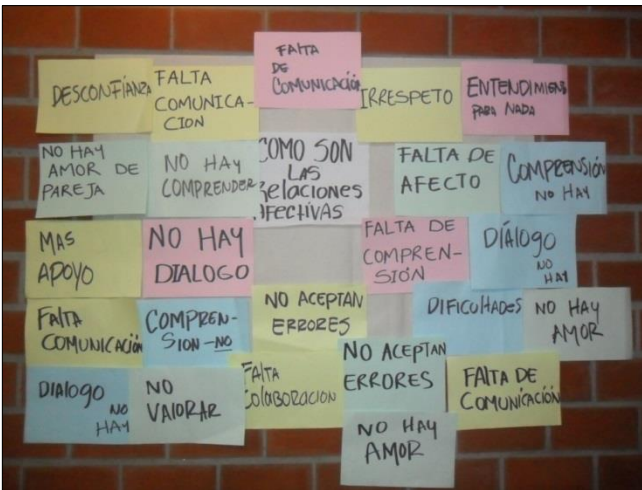 FALTA
DE
COMUNICACIÓN
DESCONFIANZA
FALTA
COMUNICA-
CION
IRRESPETO
ENTENDIMIENTO
PARA NADA
NO HAY
AMOR DE
PAREJA
NO HAY
COMPRENDER
COMO SON
LAS
Relaciones
AFECTIVAS
FALTA DE
AFECTO
COMPRENSIÓN
NO HAY
MAS
APOYO
NO HAY
DIALOGO
FALTA DE
COMPREN-
SIÓN
DÍAlogo
NO
HAY
FALTA
COMUNICACIÓN
COMPREN-
SION-NO
NO ACEPTAN
ERRORES
DIFICULTADES
NO HAY
AMOR
DIALOGO
NO
HAY
NO
VALORAR
FALTA
COLABORACION
NO ACEPTAN
ERRORES
FALTA DE
COMUNICACIÓN
NO HAY
AMOR